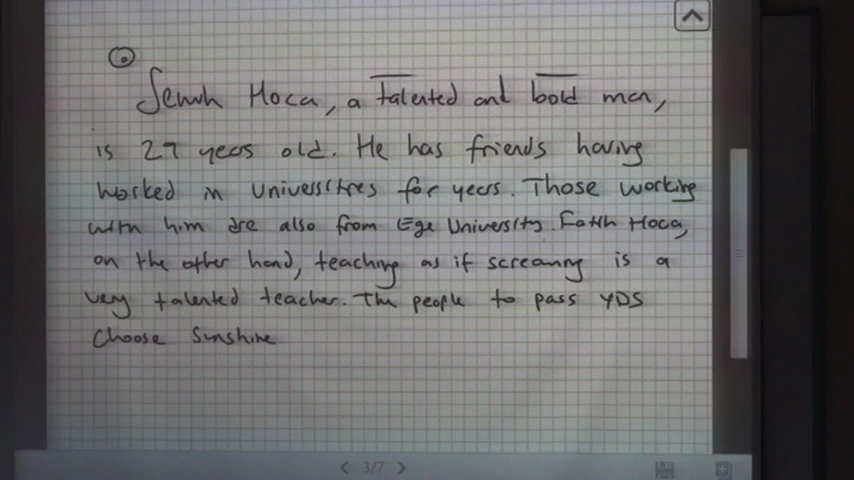 Semih Hoca, a talented and bold man,
is 27 years old. He has friends having
worked in universities for years. Those working
with him are also from Ege University. Fatih Hoca,
on the other hand, teaching as if screaming is a
very talented teacher. The people to pass YDS
choose Sunshine
3/7